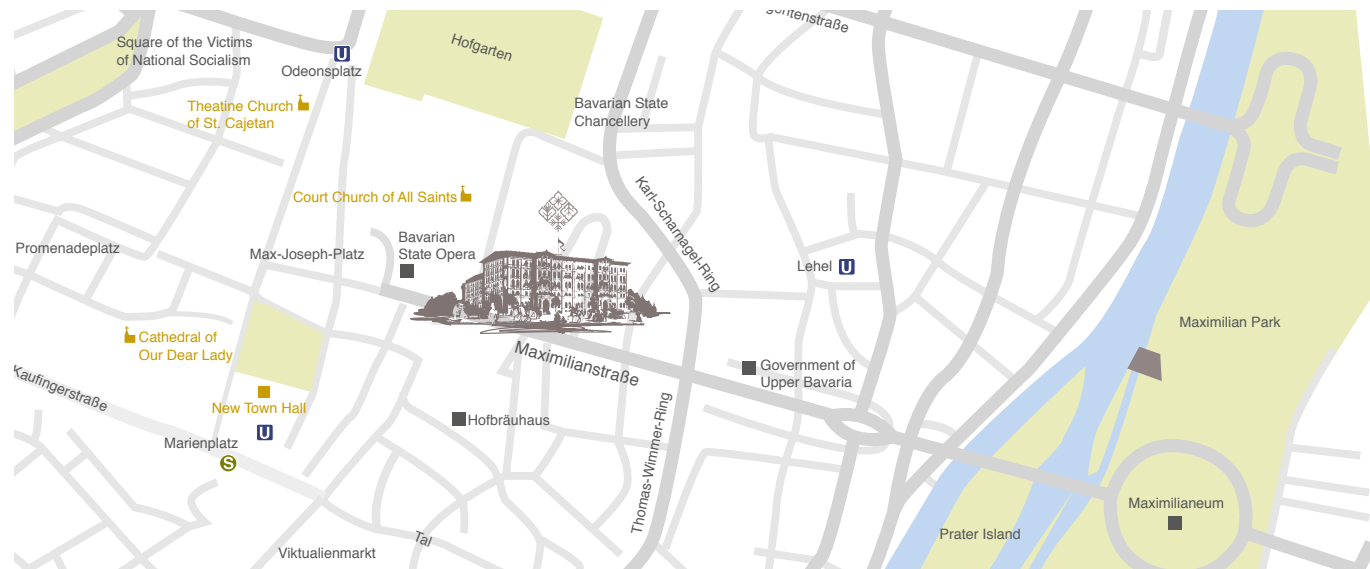 gentenstraße
Square of the Victims
of National Socialism
U
Odeonsplatz
Hofgarten
Theatine Church
of St. Cajetan
Bavarian State
Chancellery
Court Church of All Saints
Karl-Scharnagel-Ring
Promenadeplatz
Max-Joseph-Platz
Bavarian
State Opera
Lehel U
Maximilian Park
Cathedral of
Our Dear Lady
Maximilianstraße
Government of
Upper Bavaria
Kaufingerstraße
New Town Hall
Hofbräuhaus
U
Marienplatz
S
Thomas-Wimmer-Ring
Maximilianeum
Prater Island
Tal
Viktualienmarkt